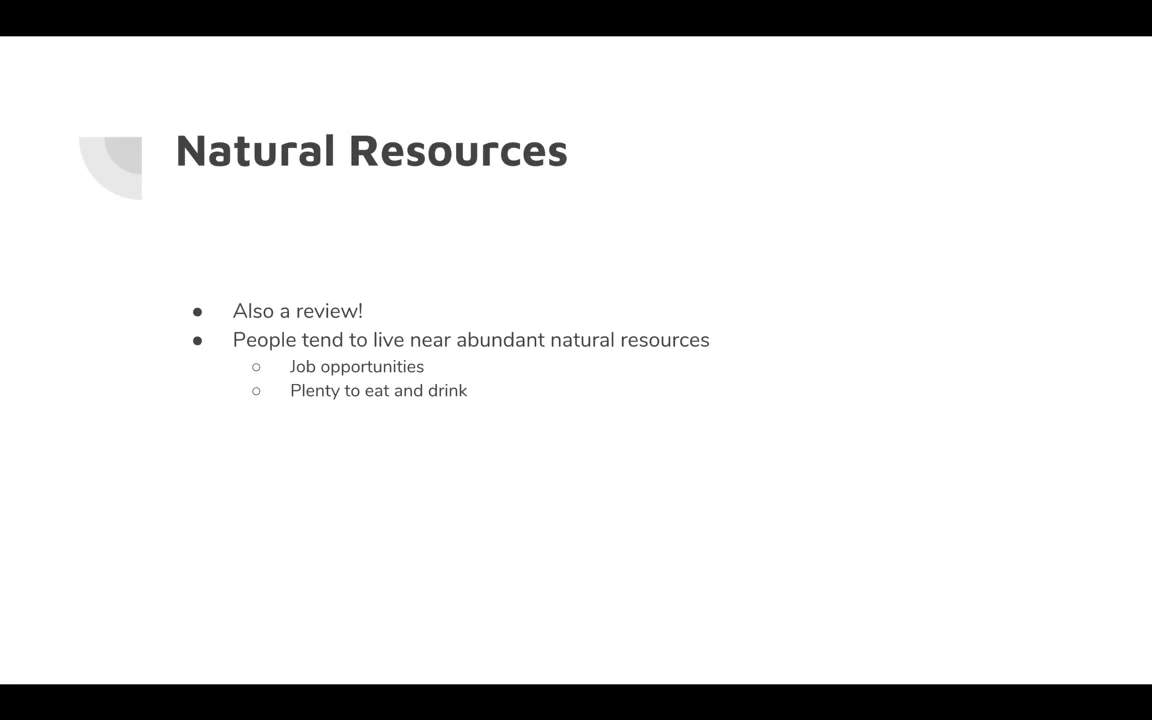 Natural Resources
● Also a review!
● People tend to live near abundant natural resources
○ Job opportunities
○ Plenty to eat and drink